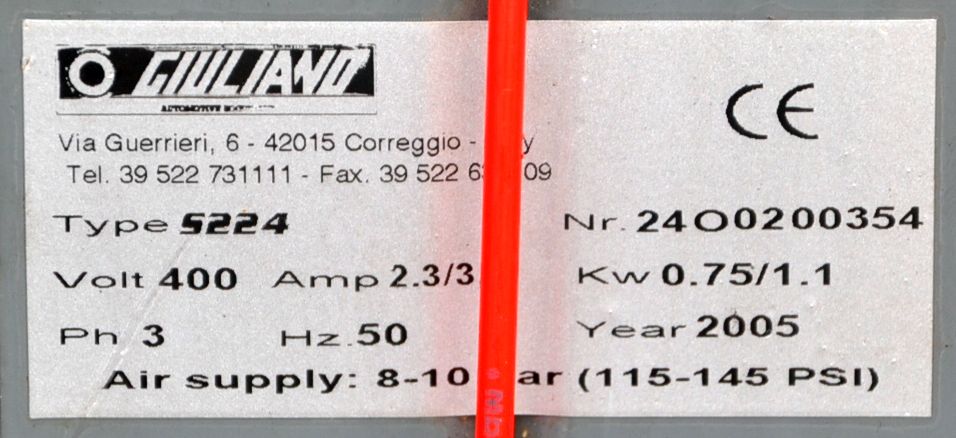 GIULIANO
AUTOMOTIVE
Via Guerrieri, 6 - 42015 Correggio -
Tel. 39 522 731111 - Fax. 39 522
CE
Type S224 Nr. 24O0200354
Volt 400 Amp 2.3/3 Kw 0.75/1.1
Ph 3 Hz.50 Year 2005
Air supply: 8-10 (115-145 PSI)